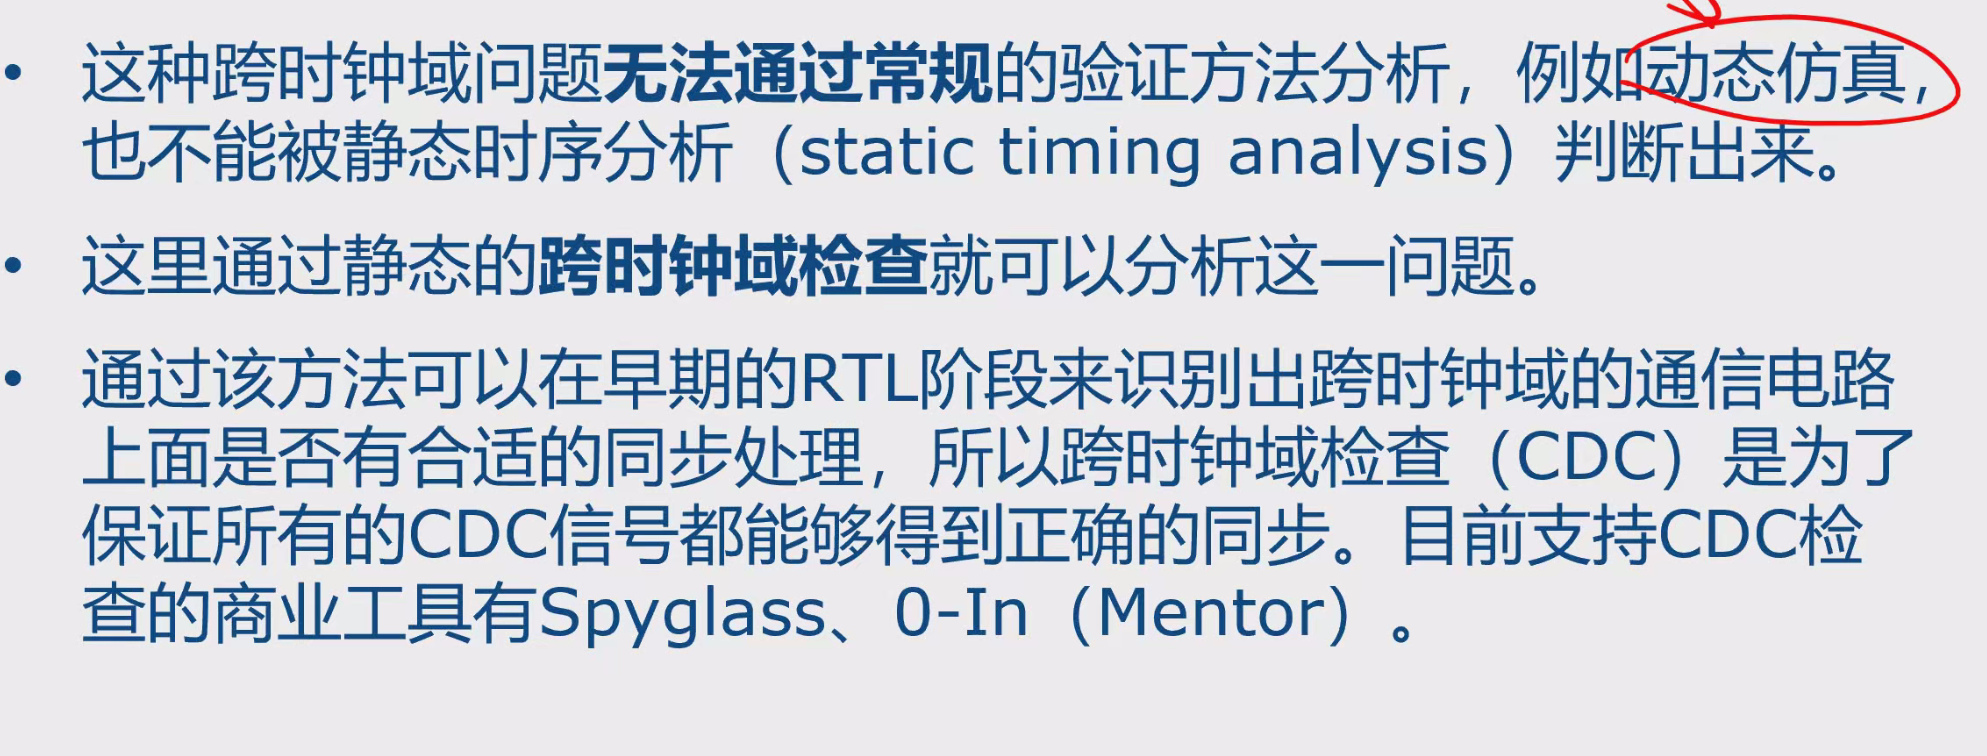 • 这种跨时钟域问题无法通过常规的验证方法分析，例如动态仿真，
也不能被静态时序分析（static timing analysis）判断出来。
• 这里通过静态的跨时钟域检查就可以分析这一问题。
• 通过该方法可以在早期的RTL阶段来识别出跨时钟域的通信电路
上面是否有合适的同步处理，所以跨时钟域检查（CDC）是为了
保证所有的CDC信号都能够得到正确的同步。目前支持CDC检
查的商业工具有Spyglass、0-In（Mentor）。